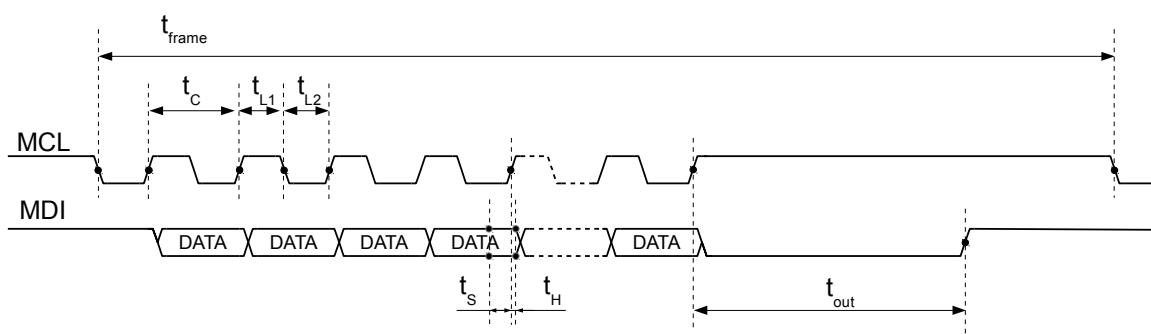 t_frame
t_C t_L1 t_L2
MCL
MDI
DATA DATA DATA DATA DATA
t_S t_H t_out